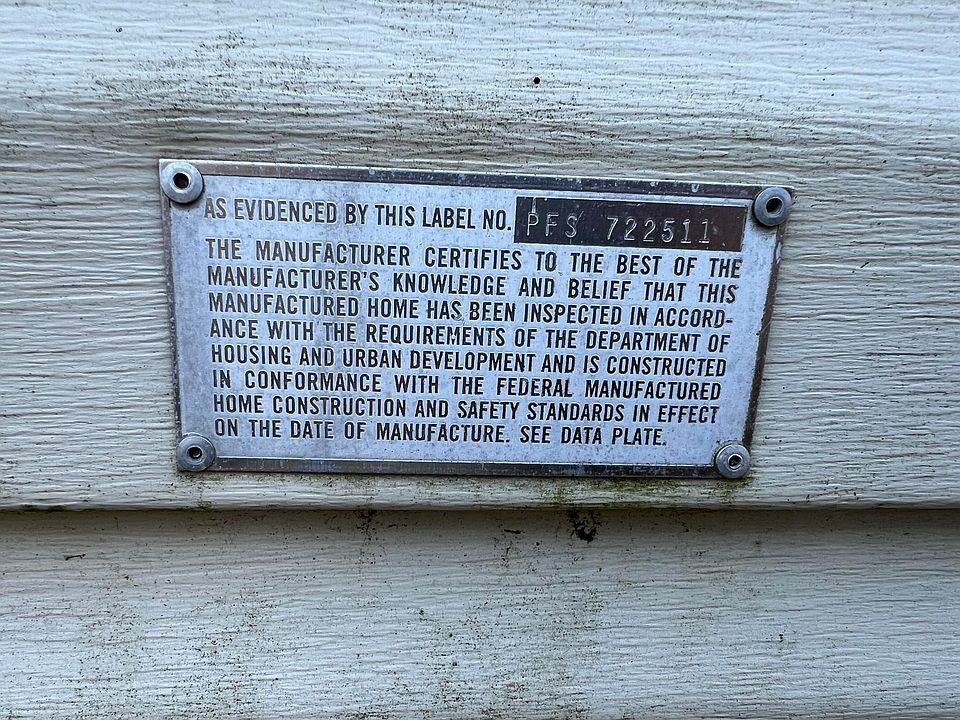 AS EVIDENCED BY THIS LABEL NO. PFS 722511
THE MANUFACTURER CERTIFIES TO THE BEST OF THE
MANUFACTURER'S KNOWLEDGE AND BELIEF THAT THIS
MANUFACTURED HOME HAS BEEN INSPECTED IN ACCORD-
ANCE WITH THE REQUIREMENTS OF THE DEPARTMENT OF
HOUSING AND URBAN DEVELOPMENT AND IS CONSTRUCTED
IN CONFORMANCE WITH THE FEDERAL MANUFACTURED
HOME CONSTRUCTION AND SAFETY STANDARDS IN EFFECT
ON THE DATE OF MANUFACTURE. SEE DATA PLATE.